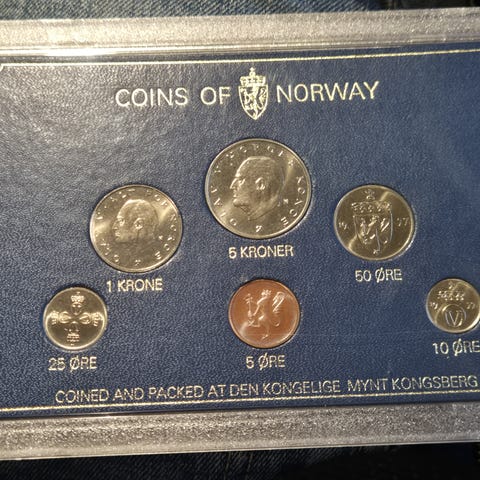 COINS OF NORWAY
5 KRONER
1 KRONE
50 ØRE
25 ØRE
5 ØRE
10 ØRE
COINED AND PACKED AT DEN KONGELIGE MYNT KONGSBERG